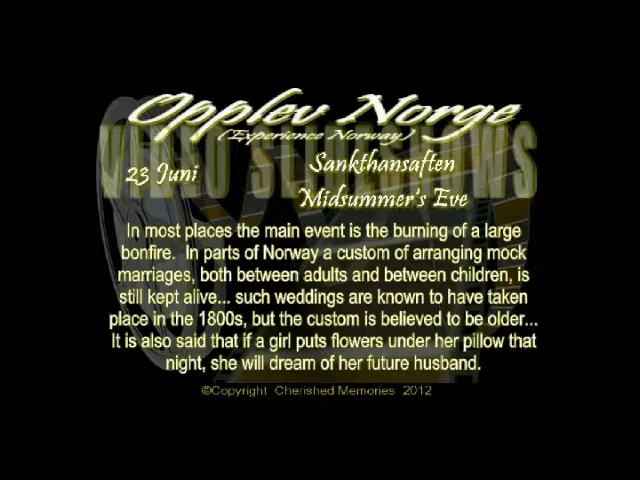 Opplev Norge
(Experience Norway)
VIDEO SLIDESHOWS
23 Juni
Sankthansaften
Midsummer's Eve
In most places the main event is the burning of a large
bonfire. In parts of Norway a custom of arranging mock
marriages, both between adults and between children, is
still kept alive... such weddings are known to have taken
place in the 1800s, but the custom is believed to be older...
It is also said that if a girl puts flowers under her pillow that
night, she will dream of her future husband.
©Copyright Cherished Memories 2012